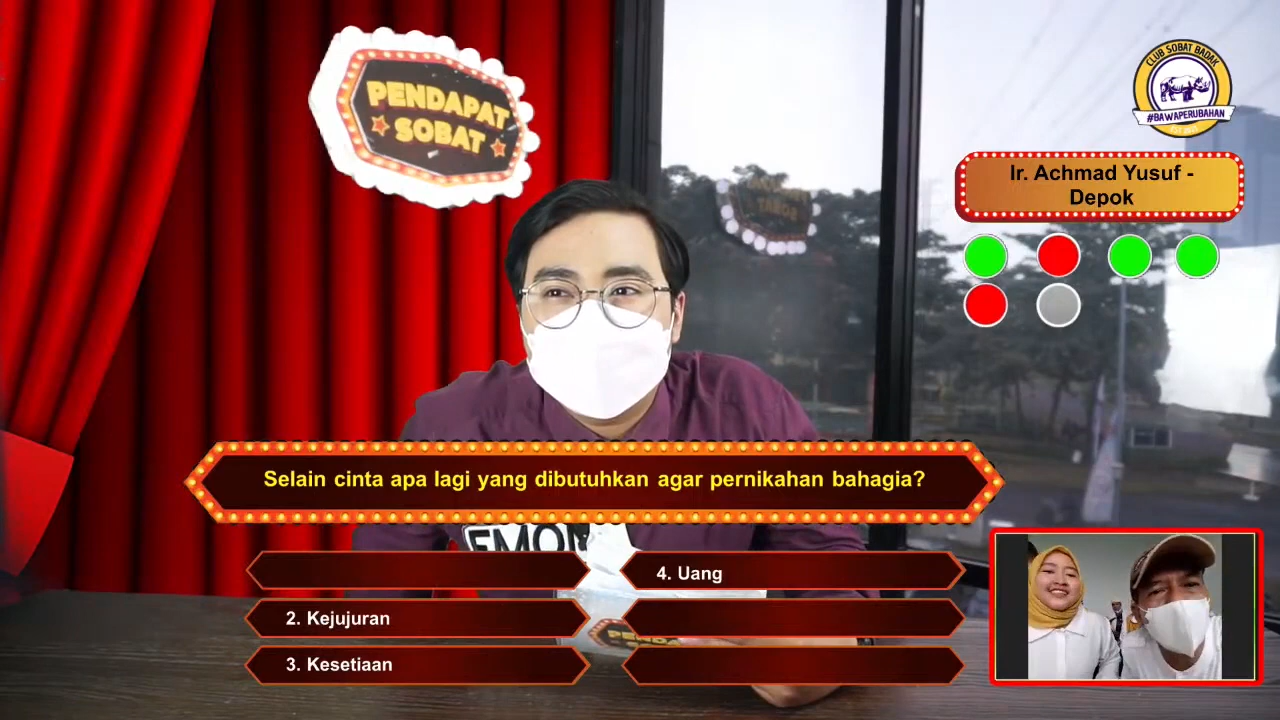 PENDAPAT
SOBAT
CLUB SOBAT BADAK
#BAWAPERUBAHAN
Ir. Achmad Yusuf -
Depok
Selain cinta apa lagi yang dibutuhkan agar pernikahan bahagia?
4. Uang
2. Kejujuran
3. Kesetiaan